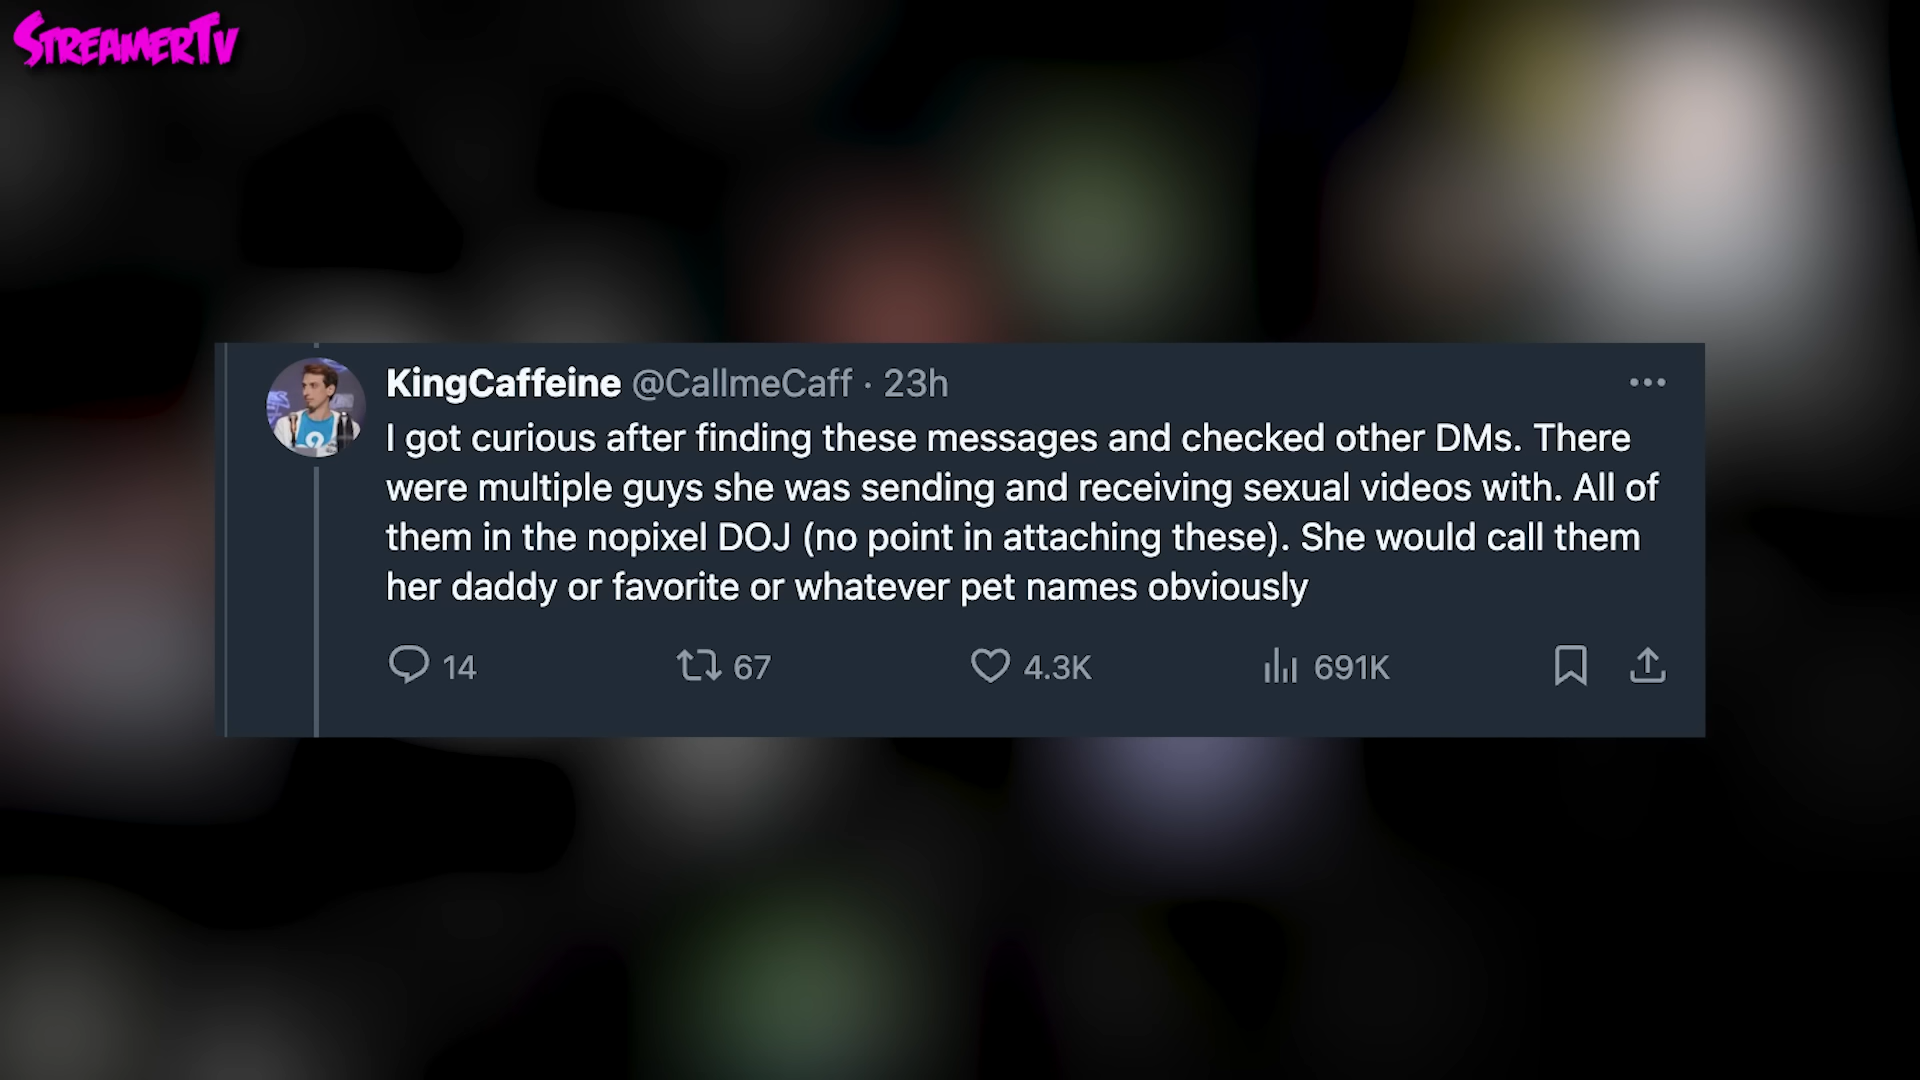 STREAMERTV
KingCaffeine @CallmeCaff · 23h
I got curious after finding these messages and checked other DMs. There
were multiple guys she was sending and receiving sexual videos with. All of
them in the nopixel DOJ (no point in attaching these). She would call them
her daddy or favorite or whatever pet names obviously
14 67 4.3K 691K